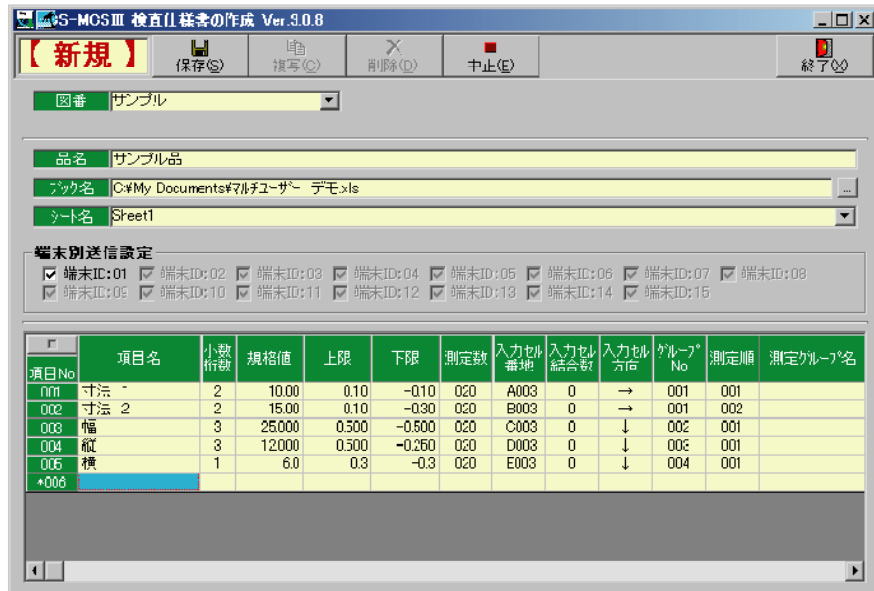 S-MOSⅢ 検査仕様書の作成 Ver.3.0.8
【 新規 】 保存(S) 複写(C) 削除(D) 中止(E) 終了(X)
図番 サンプル
品名 サンプル品
ブック名 C:¥My Documents¥マルチユーザー デモ.xls ...
シート名 Sheet1
端末別送信設定
端末ID:01 端末ID:02 端末ID:03 端末ID:04 端末ID:05 端末ID:06 端末ID:07 端末ID:08
端末ID:09 端末ID:10 端末ID:11 端末ID:12 端末ID:13 端末ID:14 端末ID:15
項目No 項目名 小数桁数 規格値 上限 下限 測定数 入力セル番地 入力セル結合数 入力セル方向 グループNo 測定順 測定グループ名
001 寸法 1 2 10.00 0.10 -0.10 020 A003 0 → 001 001
002 寸法 2 2 15.00 0.10 -0.30 020 B003 0 → 001 002
003 幅 3 25.000 0.500 -0.500 020 C003 0 ↓ 002 001
004 縦 3 12.000 0.500 -0.250 020 D003 0 ↓ 003 001
005 横 1 6.0 0.3 -0.3 020 E003 0 ↓ 004 001
*006